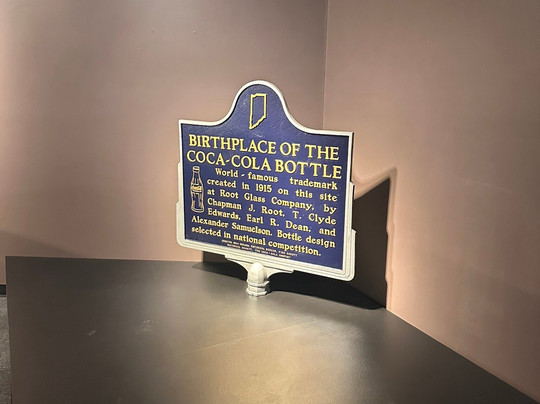 BIRTHPLACE OF THE
COCA-COLA BOTTLE
World-famous trademark
created in 1915 on this site
at Root Glass Company, by
Chapman J. Root, T. Clyde
Edwards, Earl R. Dean, and
Alexander Samuelson. Bottle design
selected in national competition.